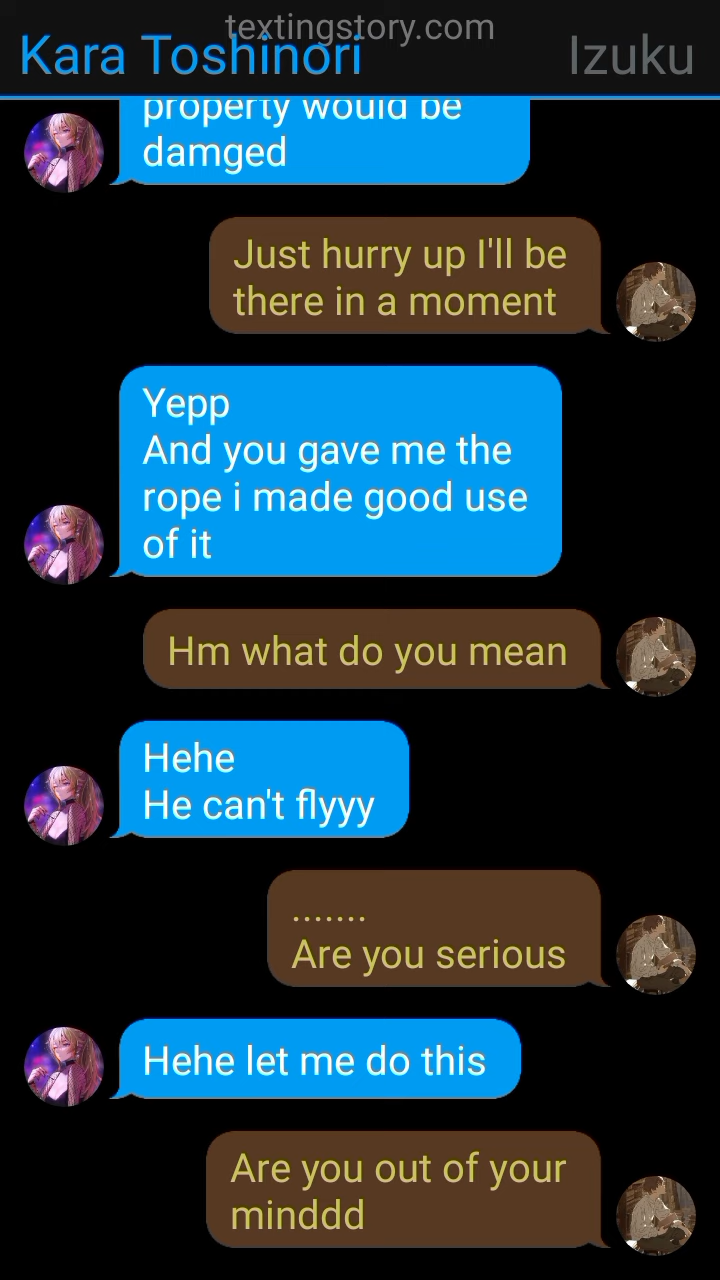 textingstory.com
Kara Toshinori
Izuku
property would be
damged
Just hurry up I'll be
there in a moment
Yepp
And you gave me the
rope i made good use
of it
Hm what do you mean
Hehe
He can't flyyy
.......
Are you serious
Hehe let me do this
Are you out of your
minddd